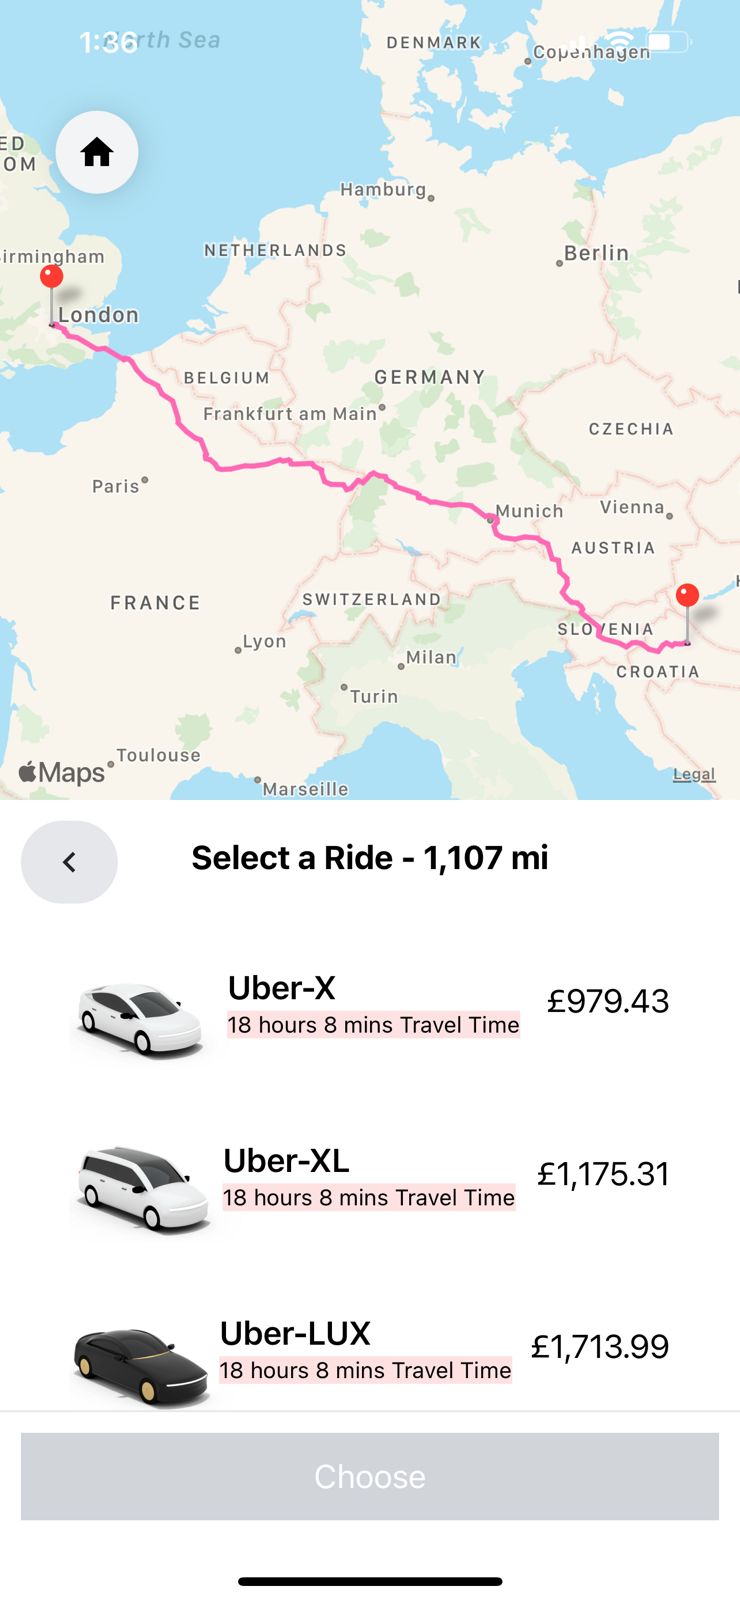 1:36
North Sea
DENMARK
Copenhagen
ED
OM
Hamburg
NETHERLANDS
Berlin
irmingham
London
BELGIUM
GERMANY
Frankfurt am Main
CZECHIA
Paris
Munich
Vienna
AUSTRIA
FRANCE
SWITZERLAND
SLOVENIA
Lyon
Milan
CROATIA
Turin
Toulouse
Maps
Legal
Marseille
Select a Ride - 1,107 mi
Uber-X
£979.43
18 hours 8 mins Travel Time
Uber-XL
£1,175.31
18 hours 8 mins Travel Time
Uber-LUX
£1,713.99
18 hours 8 mins Travel Time
Choose